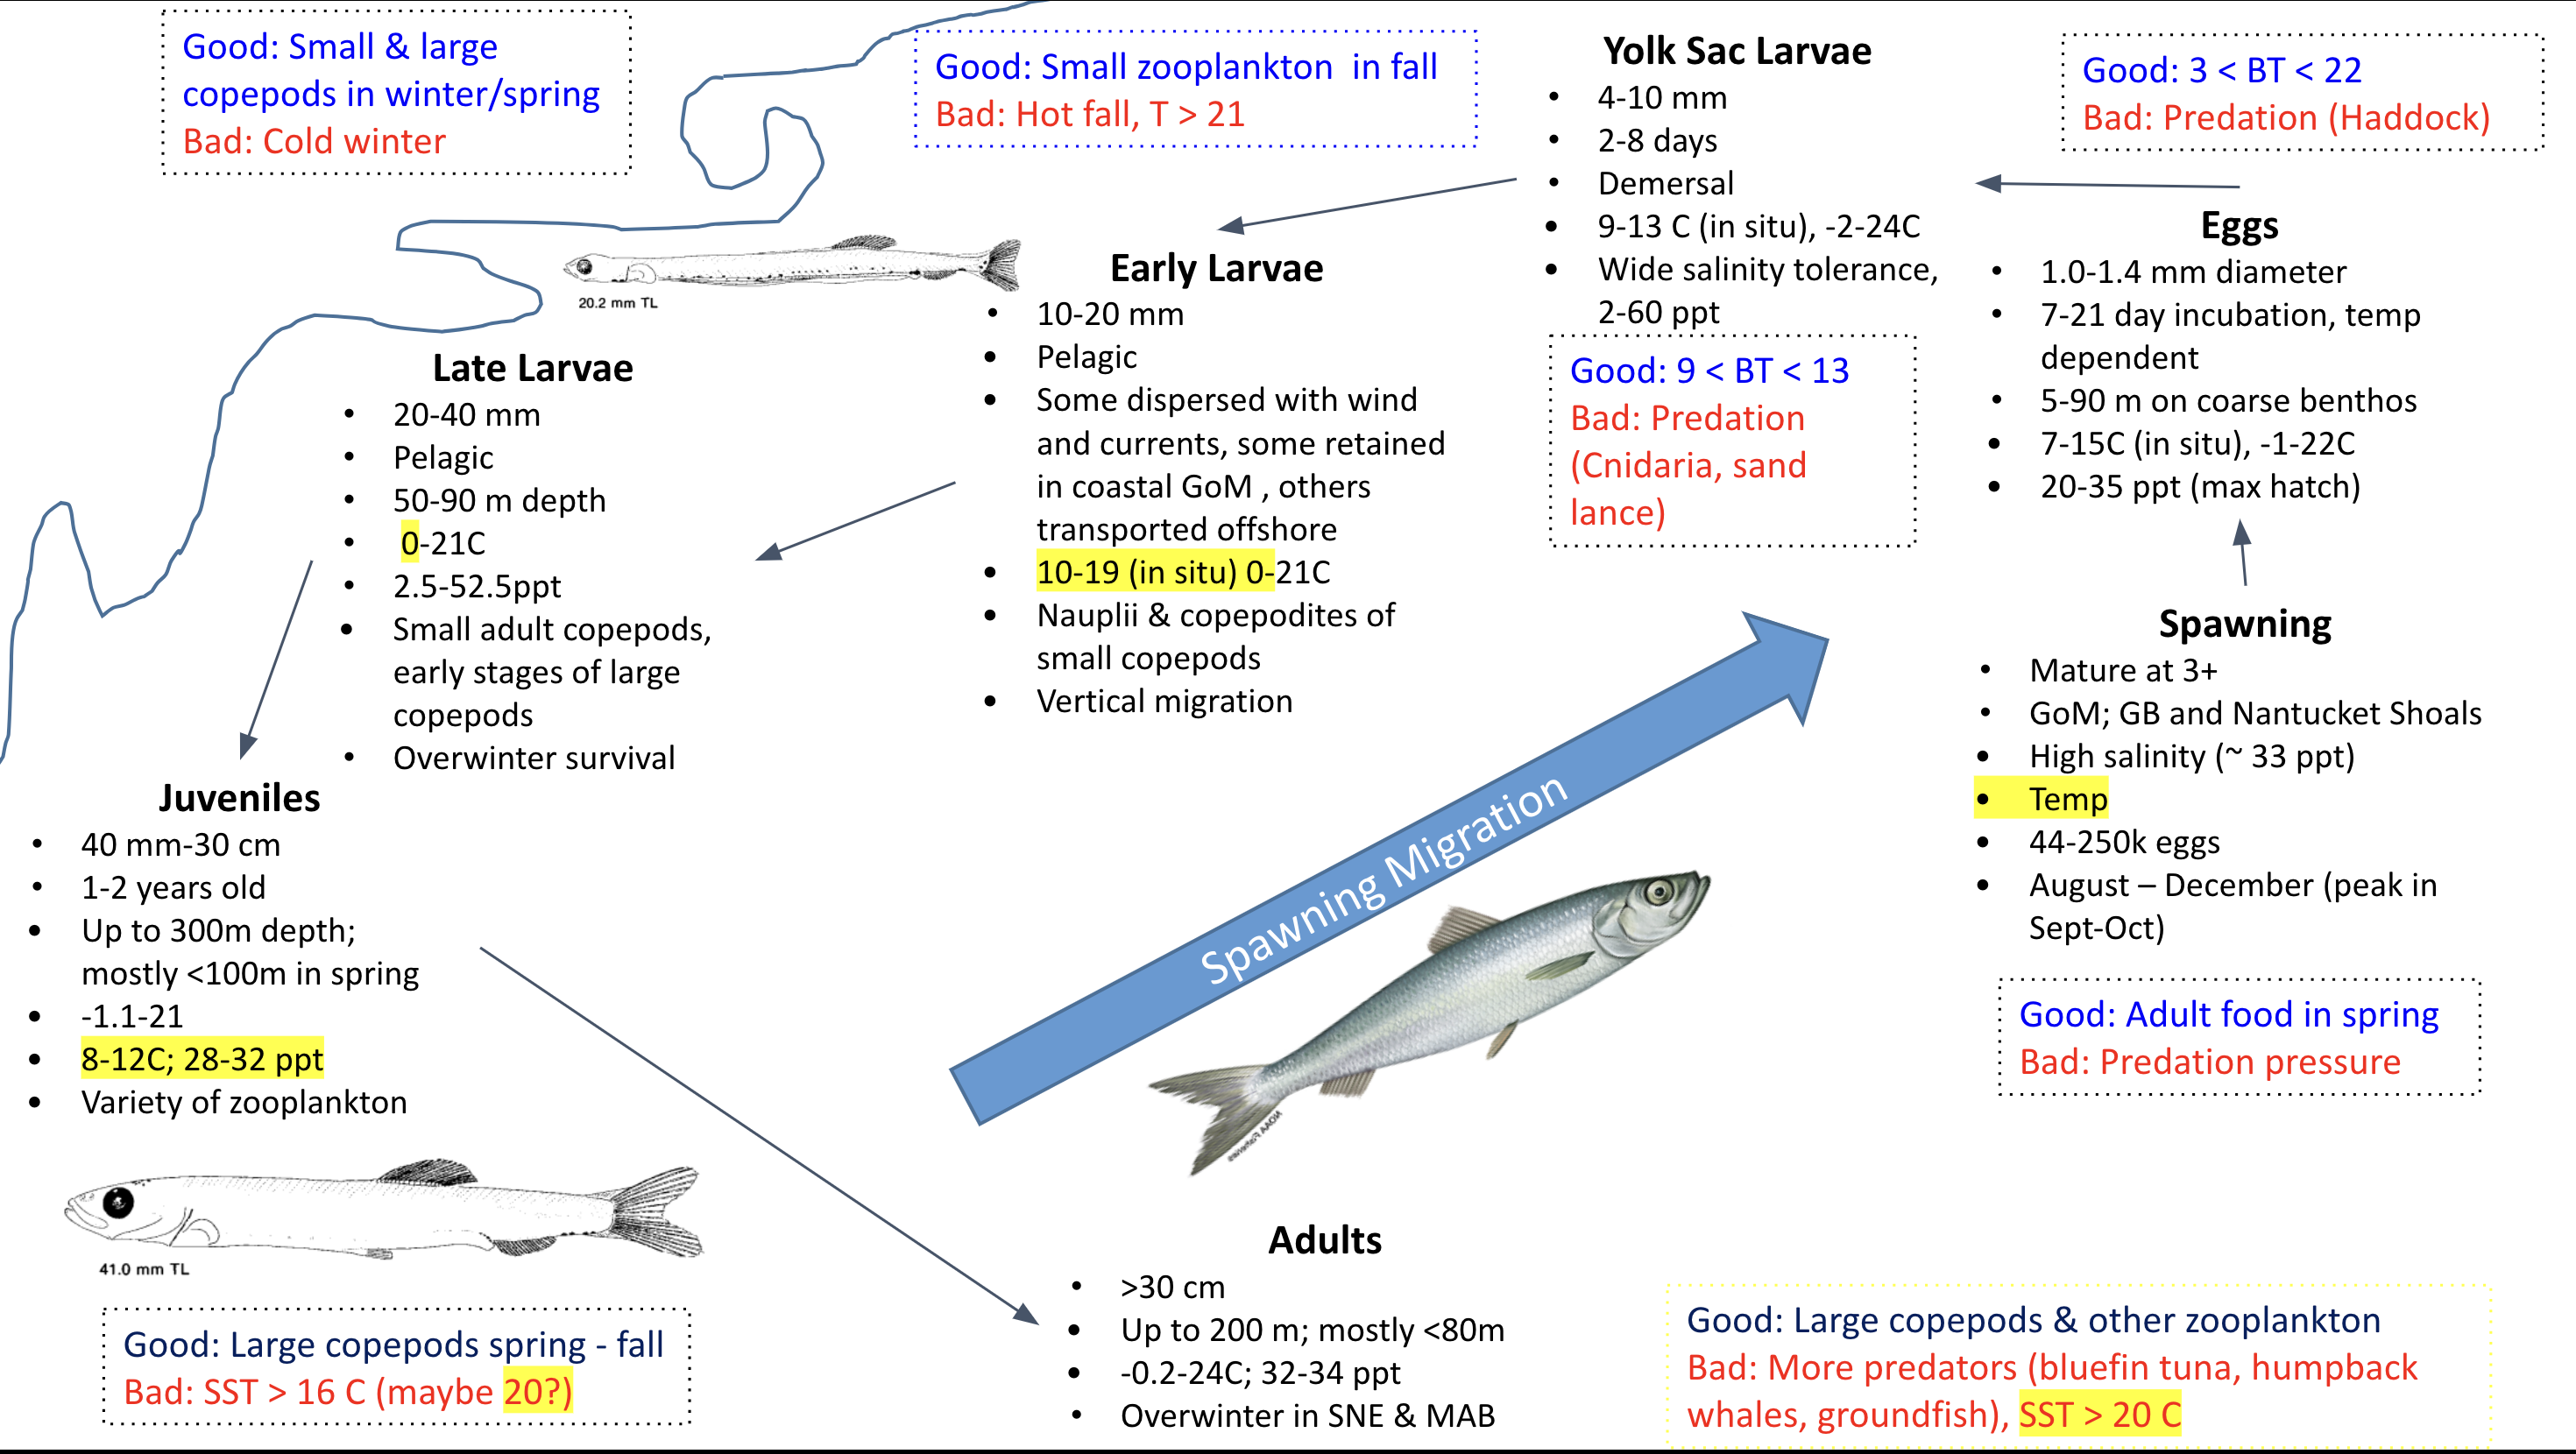 Good: Small & large
copepods in winter/spring
Bad: Cold winter
Good: Small zooplankton in fall
Bad: Hot fall, T > 21
Yolk Sac Larvae
• 4-10 mm
• 2-8 days
• Demersal
• 9-13 C (in situ), -2-24C
• Wide salinity tolerance,
2-60 ppt
Good: 9 < BT < 13
Bad: Predation
(Cnidaria, sand
lance)
Good: 3 < BT < 22
Bad: Predation (Haddock)
Eggs
• 1.0-1.4 mm diameter
• 7-21 day incubation, temp
dependent
• 5-90 m on coarse benthos
• 7-15C (in situ), -1-22C
• 20-35 ppt (max hatch)
20.2 mm TL
Early Larvae
• 10-20 mm
• Pelagic
• Some dispersed with wind
and currents, some retained
in coastal GoM , others
transported offshore
• 10-19 (in situ) 0-21C
• Nauplii & copepodites of
small copepods
• Vertical migration
Late Larvae
• 20-40 mm
• Pelagic
• 50-90 m depth
• 0-21C
• 2.5-52.5ppt
• Small adult copepods,
early stages of large
copepods
• Overwinter survival
Spawning
• Mature at 3+
• GoM; GB and Nantucket Shoals
• High salinity (~ 33 ppt)
• Temp
• 44-250k eggs
• August – December (peak in
Sept-Oct)
Good: Adult food in spring
Bad: Predation pressure
Juveniles
• 40 mm-30 cm
• 1-2 years old
• Up to 300m depth;
mostly <100m in spring
• -1.1-21
• 8-12C; 28-32 ppt
• Variety of zooplankton
41.0 mm TL
Good: Large copepods spring - fall
Bad: SST > 16 C (maybe 20?)
Spawning Migration
NOAA Fisheries
Adults
• >30 cm
• Up to 200 m; mostly <80m
• -0.2-24C; 32-34 ppt
• Overwinter in SNE & MAB
Good: Large copepods & other zooplankton
Bad: More predators (bluefin tuna, humpback
whales, groundfish), SST > 20 C